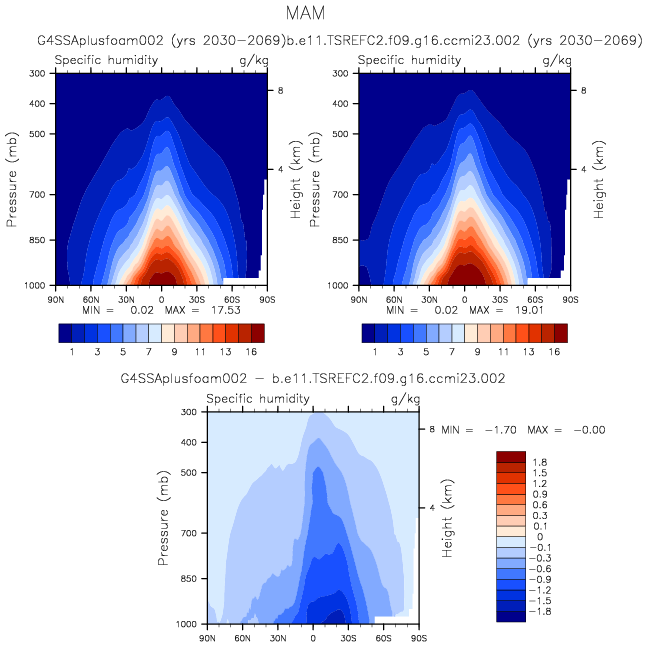 MAM
G4SSAplusfoam002 (yrs 2030-2069)b.e11.TSREFC2.f09.g16.ccmi23.002 (yrs 2030-2069)
Specific humidity g/kg Specific humidity g/kg
300 8 300 8
400 400
500 500
4 4
700 700
850 850
1000 1000
Pressure (mb) Height (km) Pressure (mb) Height (km)
90N 60N 30N 0 30S 60S 90S 90N 60N 30N 0 30S 60S 90S
MIN = 0.02 MAX = 17.53 MIN = 0.02 MAX = 19.01
1 3 5 7 9 11 13 16 1 3 5 7 9 11 13 16
G4SSAplusfoam002 - b.e11.TSREFC2.f09.g16.ccmi23.002
Specific humidity g/kg
300
8 MIN = -1.70 MAX = -0.00
500
4
700
850
1000
Pressure (mb) Height (km)
90N 60N 30N 0 30S 60S 90S
1.8
1.5
1.2
0.9
0.6
0.3
0.1
0
-0.1
-0.3
-0.6
-0.9
-1.2
-1.5
-1.8